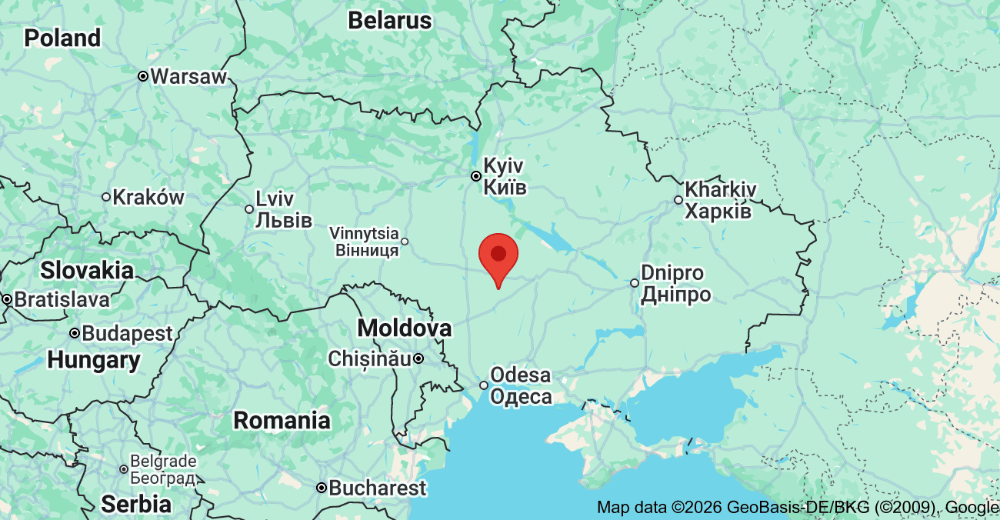 Belarus
Poland
Warsaw
Kyiv
Київ
Kharkiv
Харків
Kraków
Lviv
Львів
Vinnytsia
Вінниця
Slovakia
Dnipro
Дніпро
Bratislava
Moldova
Budapest
Hungary
Chișinău
Odesa
Одеса
Romania
Belgrade
Београд
Bucharest
Serbia
Map data ©2026 GeoBasis-DE/BKG (©2009), Google